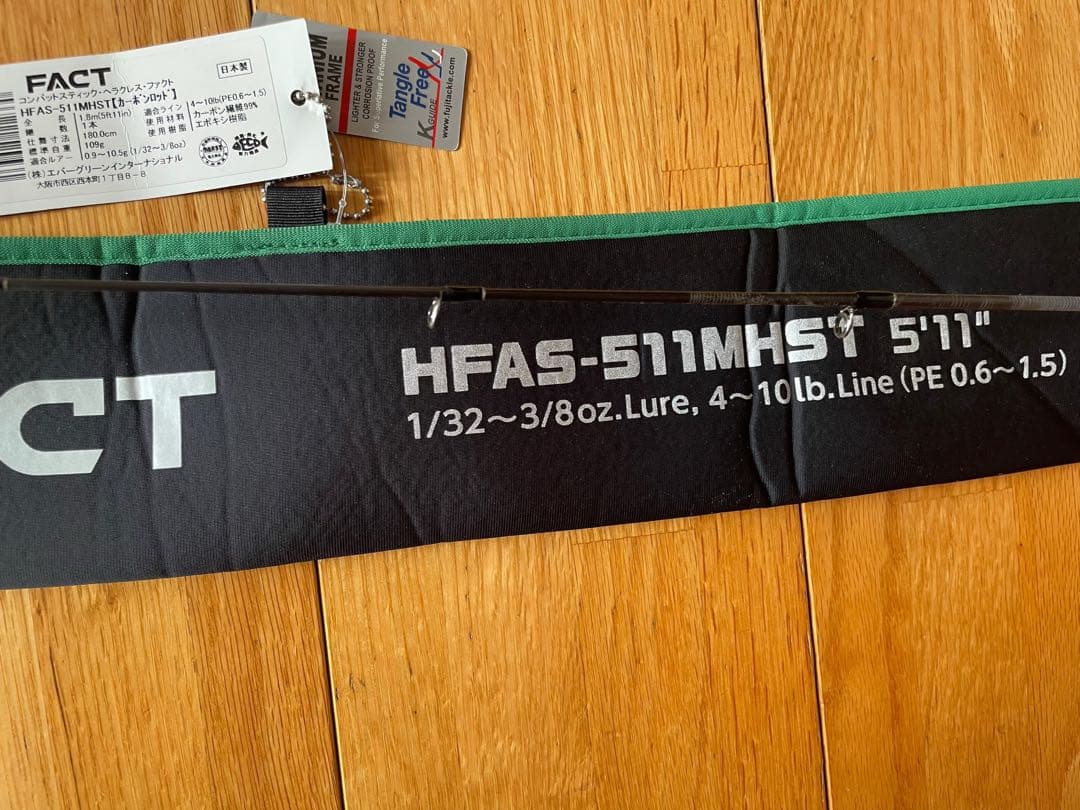 FACT
日本製
コンバットスティック・ヘラクレス・ファクト
HFAS-511MHST【カーボンロッド】
全長 1.8m(5ft11in) 適合ライン 4~10lb(PE0.6~1.5)
継数 1本 使用材料 カーボン繊維99%
仕舞寸法 180.0cm 使用樹脂 エポキシ樹脂
標準自重 109g
適合ルアー 0.9~10.5g(1/32~3/8oz)
(株)エバーグリーンインターナショナル
大阪市西区西本町1丁目8-8
FRAME
LIGHTER & STRONGER
CORROSION PROOF
For Superlative Performance
Tangle
Free
K GUIDE
www.fujitackle.com
CT
HFAS-511MHST 5'11"
1/32~3/8oz.Lure, 4~10lb.Line (PE 0.6~1.5)